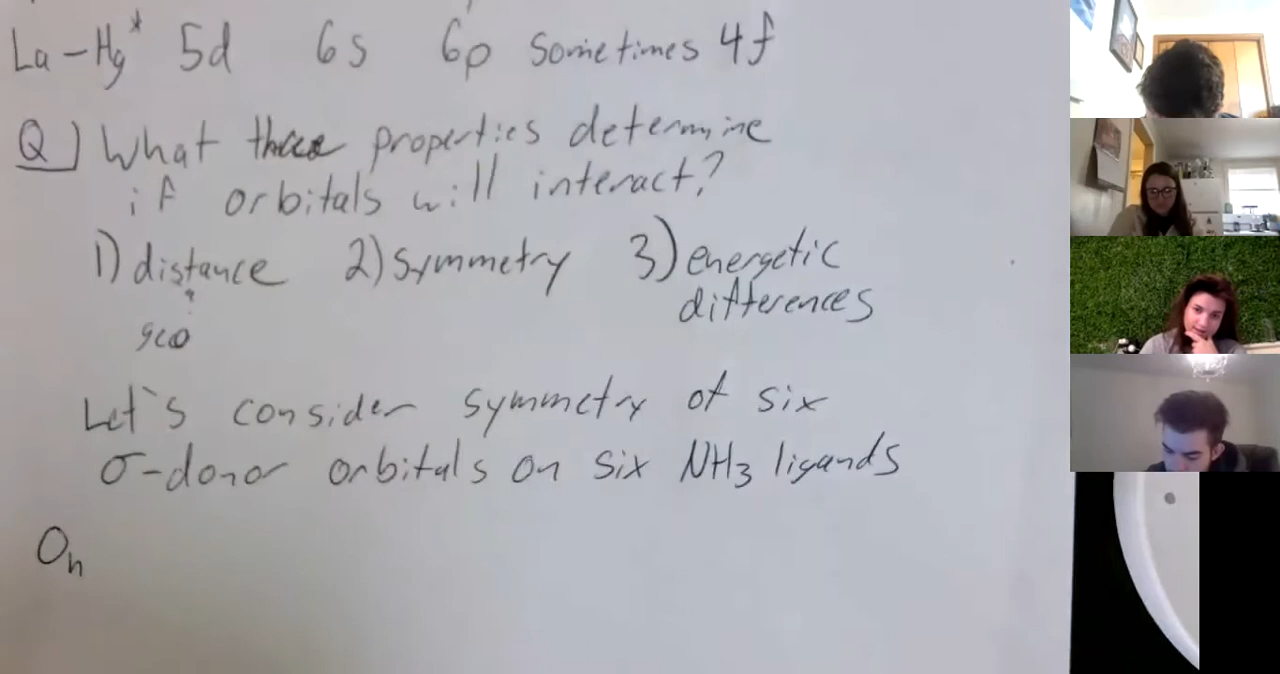 La-Hg* 5d 6s 6p sometimes 4f
Q] What three properties determine
if orbitals will interact?
1) distance 2) symmetry 3) energetic
differences
geo
Let's consider symmetry of six
σ-donor orbitals on six NH3 ligands
Oh